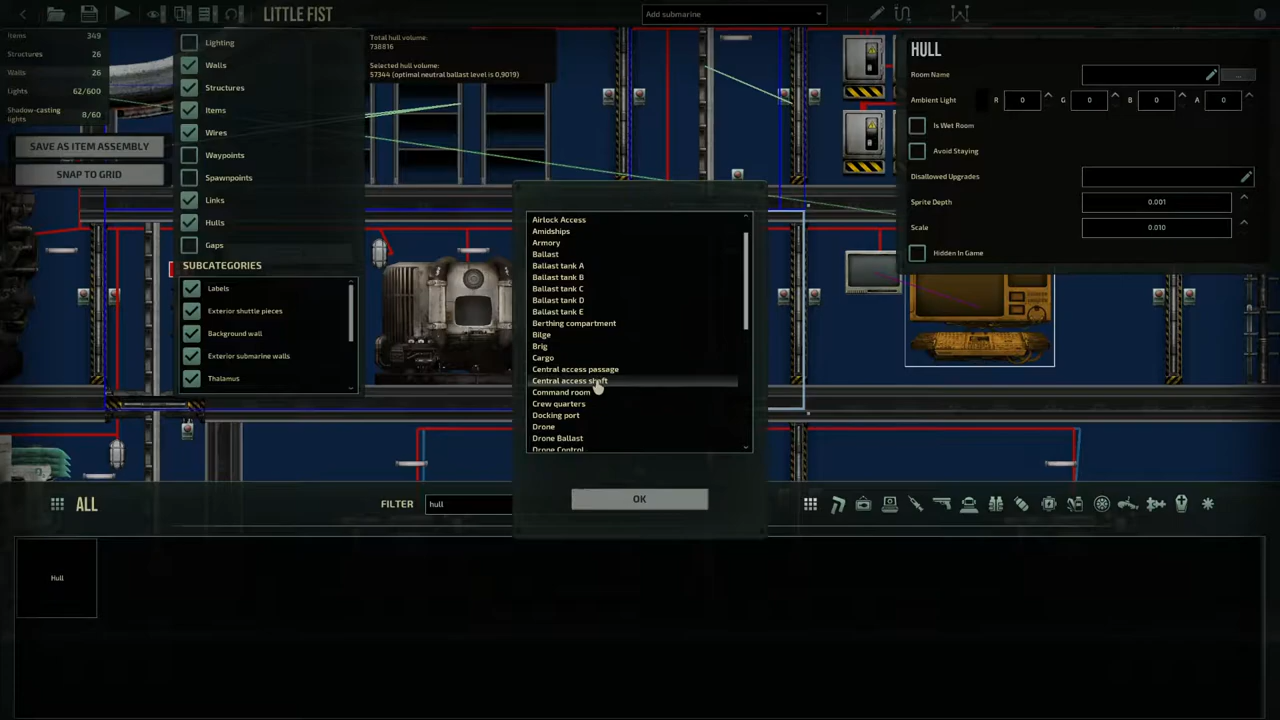 LITTLE FIST
Add submarine
Items 349
Structures 26
Walls 26
Lights 62/600
Shadow-casting lights 8/60
SAVE AS ITEM ASSEMBLY
SNAP TO GRID
Lighting
Walls
Structures
Items
Wires
Waypoints
Spawnpoints
Links
Hulls
Gaps
SUBCATEGORIES
Labels
Exterior shuttle pieces
Background wall
Exterior submarine walls
Thalamus
Total hull volume:
738816
Selected hull volume:
57344 (optimal neutral ballast level is 0,9019)
Airlock Access
Amidships
Armory
Ballast
Ballast tank A
Ballast tank B
Ballast tank C
Ballast tank D
Ballast tank E
Berthing compartment
Bilge
Brig
Cargo
Central access passage
Central access shaft
Command room
Crew quarters
Docking port
Drone
Drone Ballast
Drone Control
OK
HULL
Room Name ...
Ambient Light R 0 G 0 B 0 A 0
Is Wet Room
Avoid Staying
Disallowed Upgrades
Sprite Depth 0.001
Scale 0.010
Hidden In Game
ALL
FILTER hull
Hull